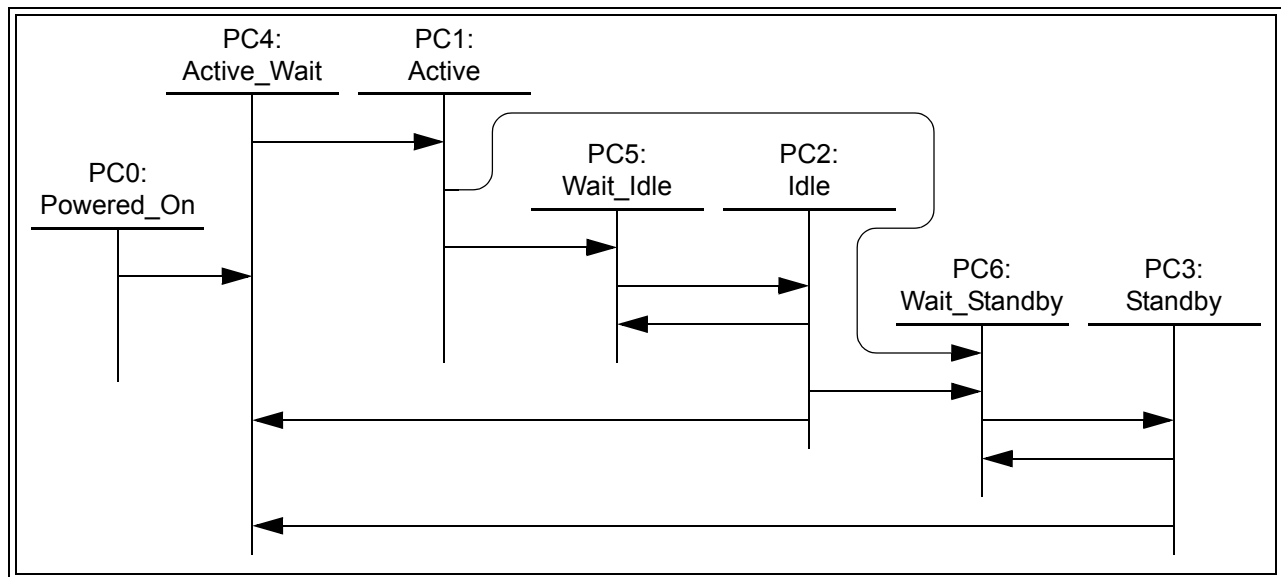 PC4:
Active_Wait
PC1:
Active
PC0:
Powered_On
PC5:
Wait_Idle
PC2:
Idle
PC6:
Wait_Standby
PC3:
Standby